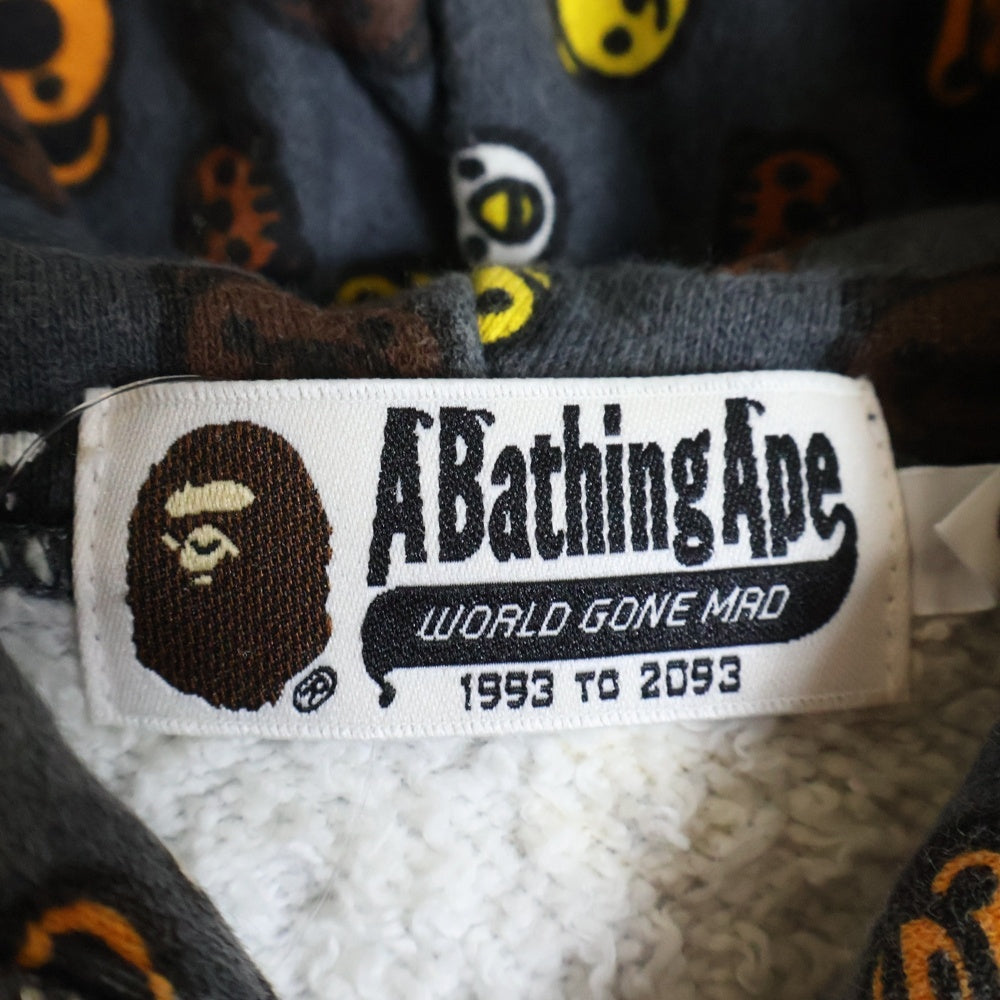 A Bathing Ape
WORLD GONE MAD
1993 TO 2093
®